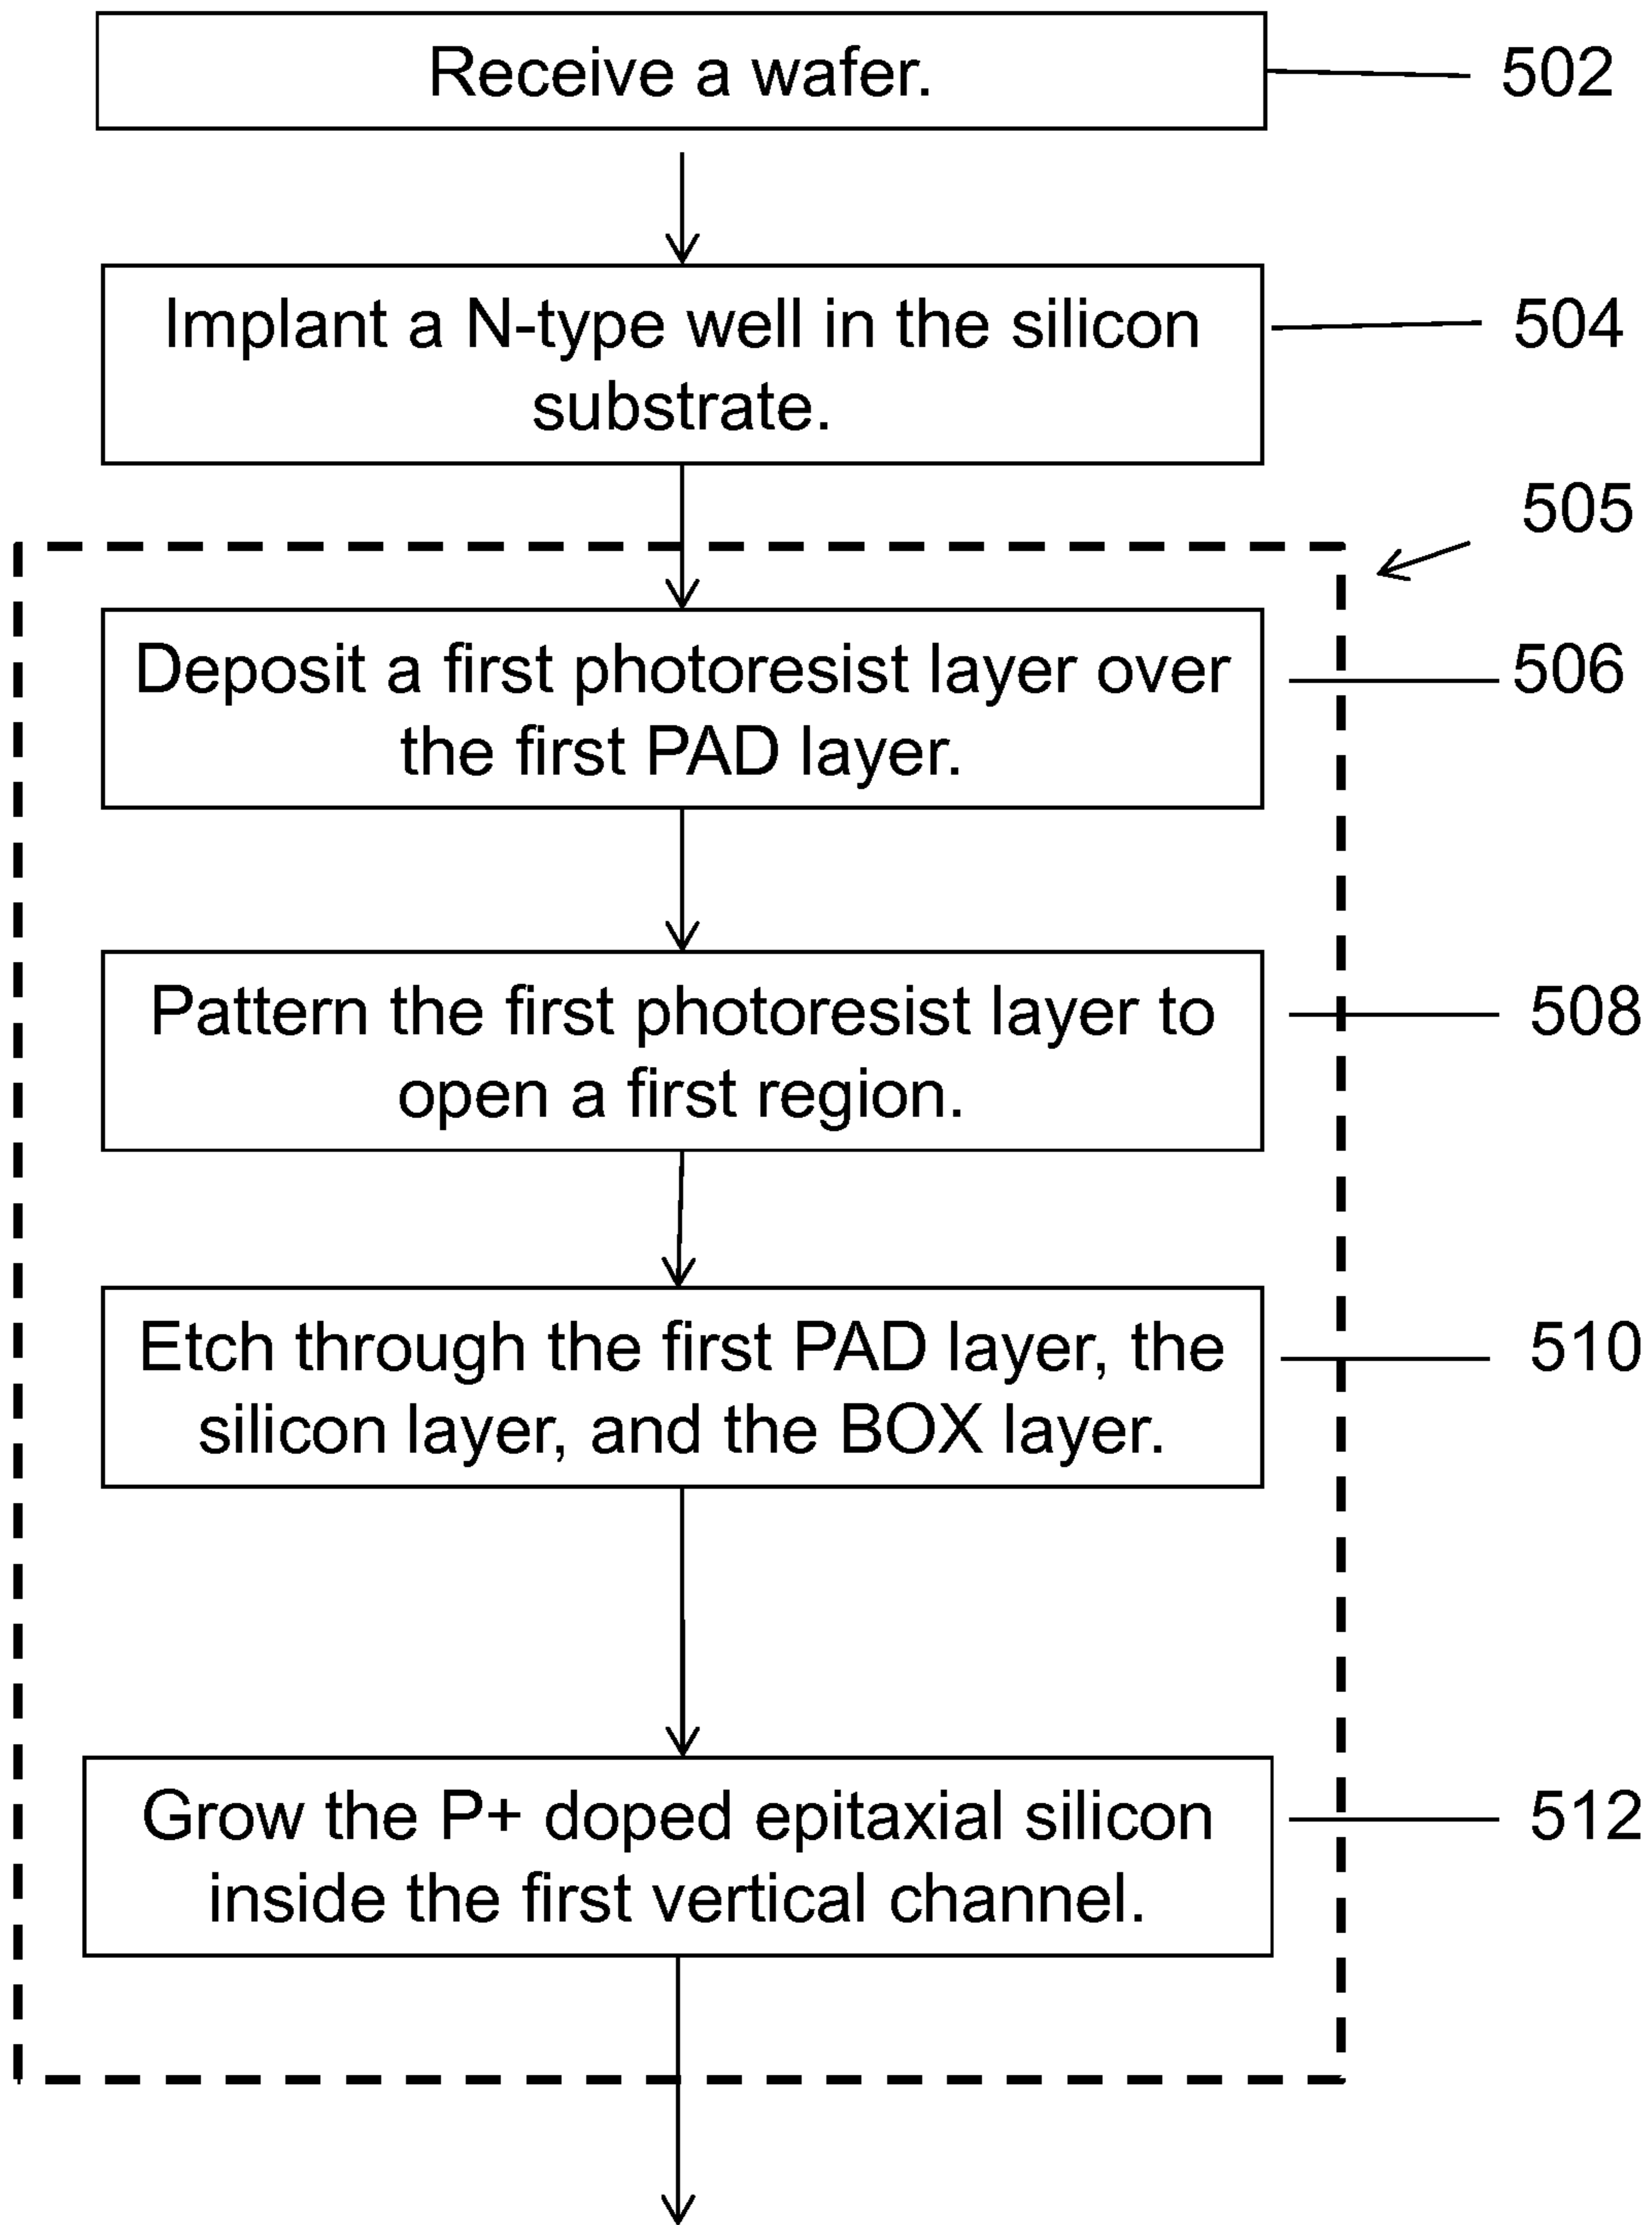 Receive a wafer.
502
Implant a N-type well in the silicon
substrate.
504
505
Deposit a first photoresist layer over
the first PAD layer.
506
Pattern the first photoresist layer to
open a first region.
508
Etch through the first PAD layer, the
silicon layer, and the BOX layer.
510
Grow the P+ doped epitaxial silicon
inside the first vertical channel.
512